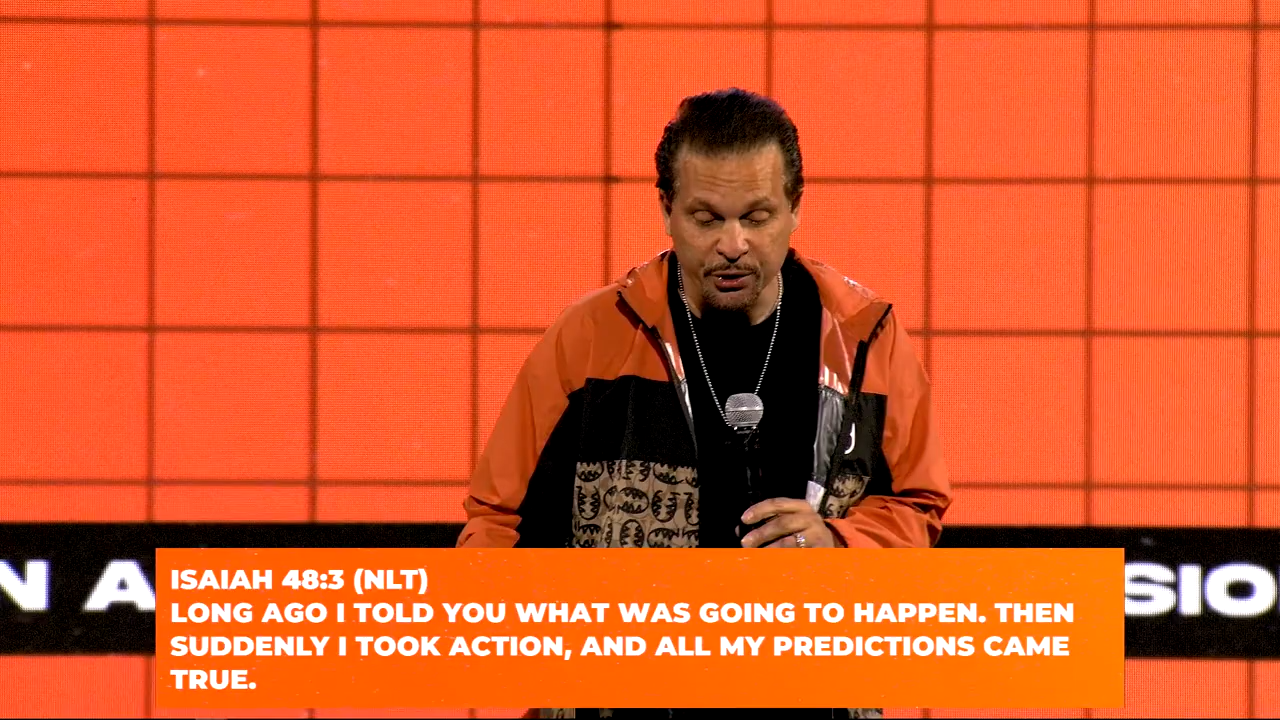 N A SIO
ISAIAH 48:3 (NLT)
LONG AGO I TOLD YOU WHAT WAS GOING TO HAPPEN. THEN
SUDDENLY I TOOK ACTION, AND ALL MY PREDICTIONS CAME
TRUE.